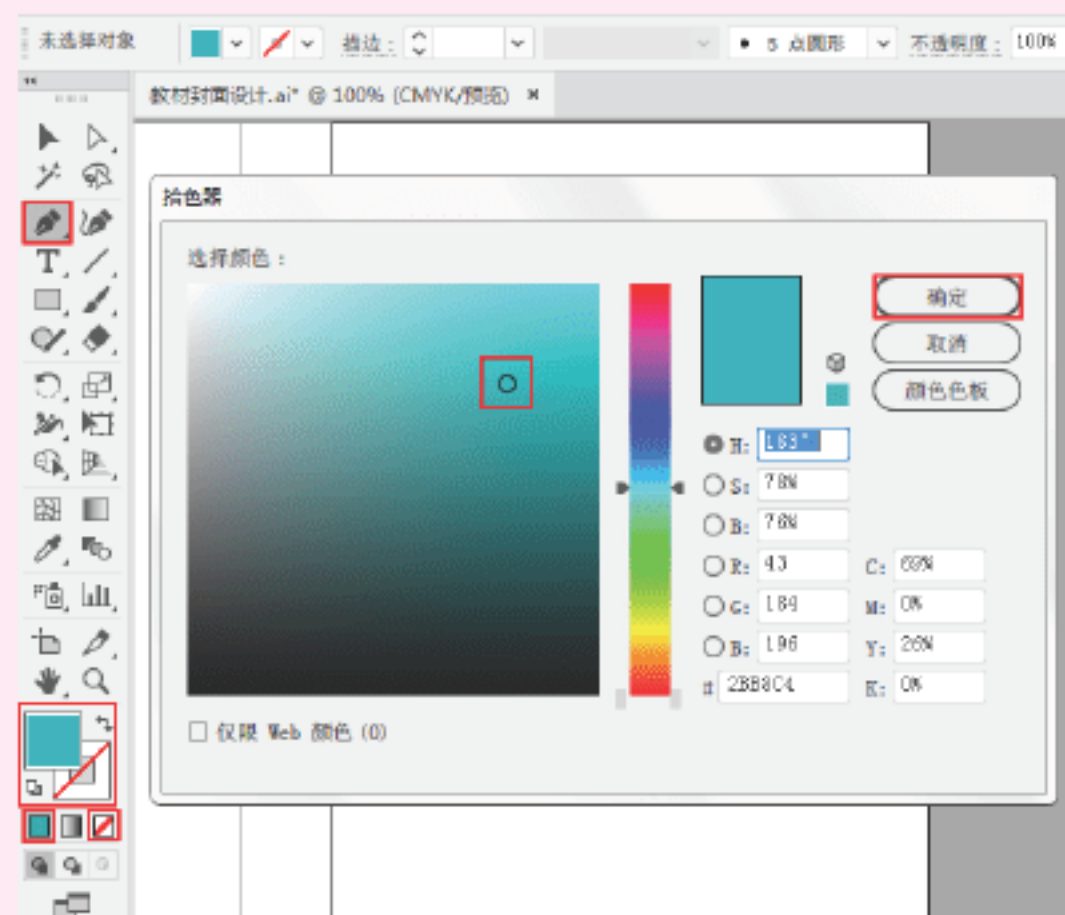 未选择对象 描边: 5 点圆形 不透明度: 100%
教材封面设计.ai* @ 100% (CMYK/预览) ×
拾色器
选择颜色:
确定
取消
颜色色板
H: 183°
S: 78%
B: 76%
R: 43 C: 69%
G: 184 M: 0%
B: 196 Y: 26%
# 2BB8C4 K: 0%
仅限 Web 颜色 (O)